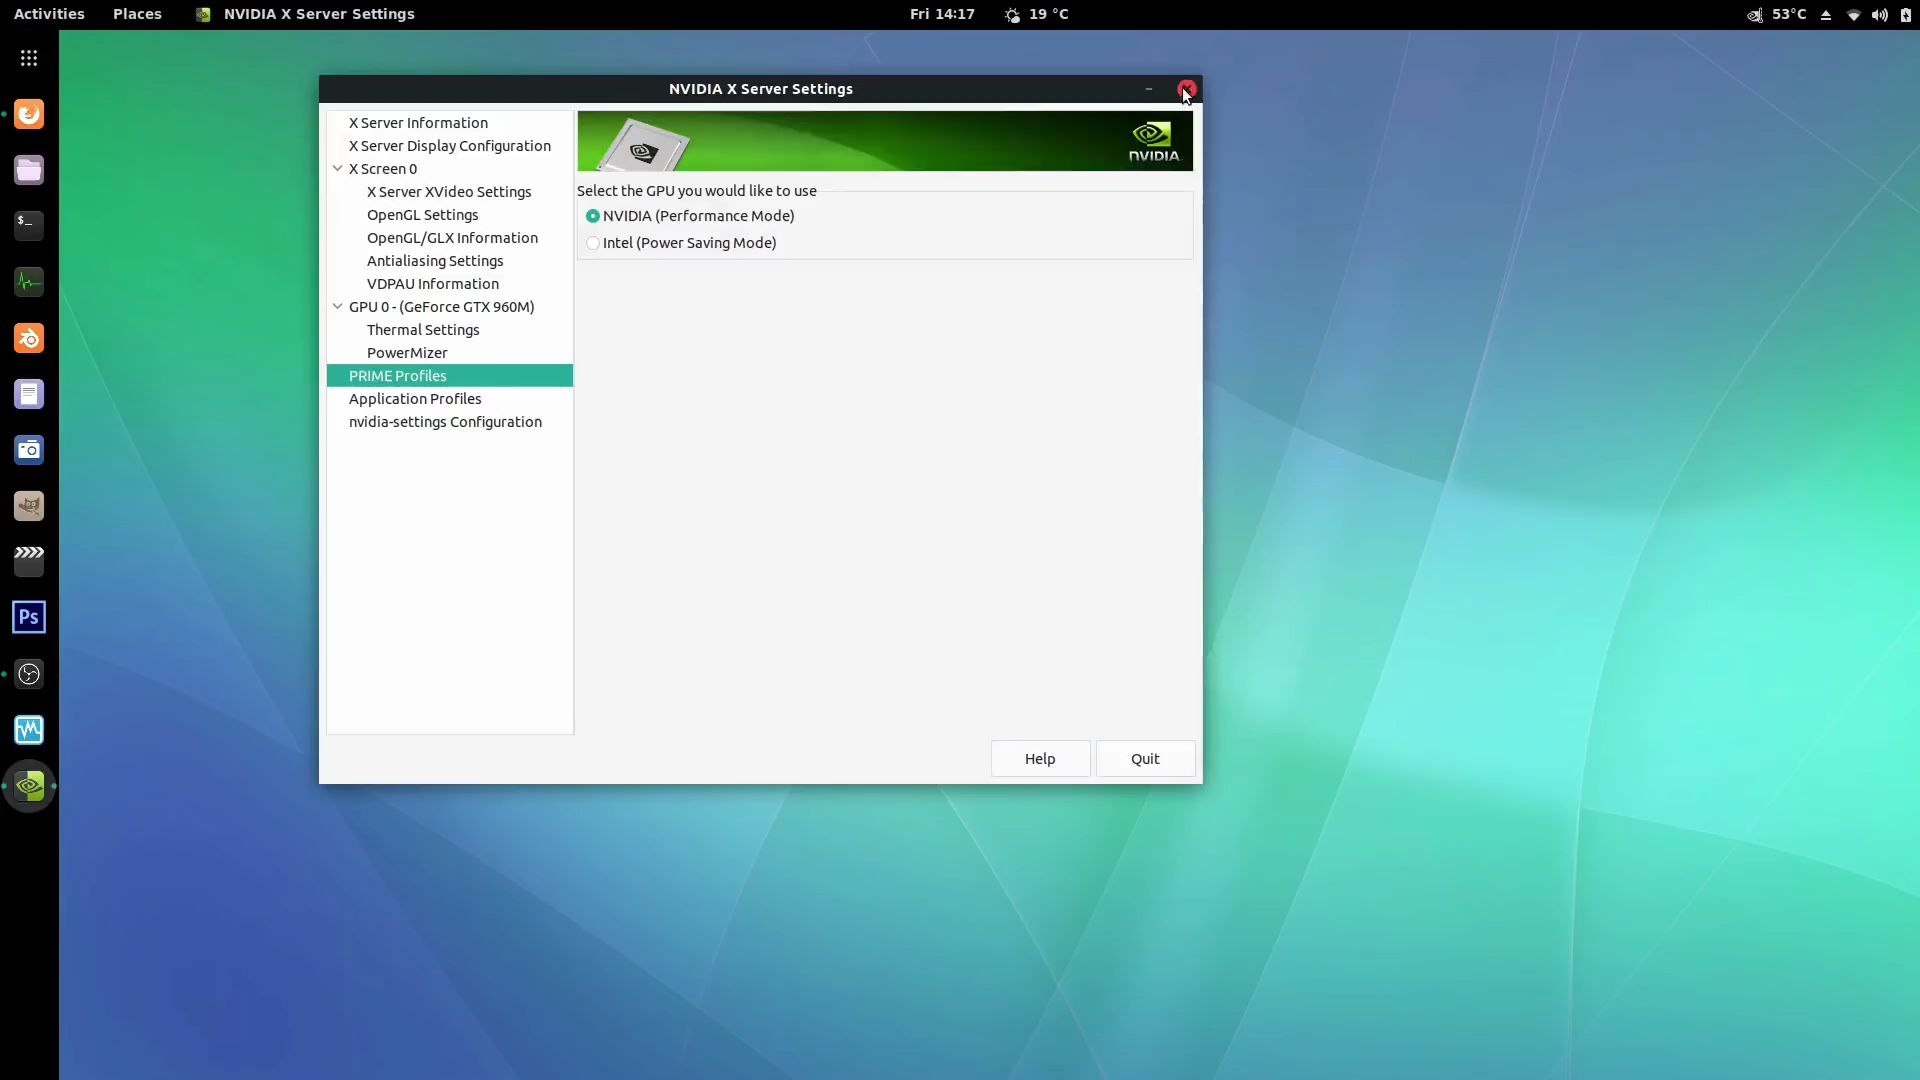 Activities Places NVIDIA X Server Settings Fri 14:17 19 °C 53°C
NVIDIA X Server Settings
X Server Information
X Server Display Configuration
X Screen 0
X Server XVideo Settings
OpenGL Settings
OpenGL/GLX Information
Antialiasing Settings
VDPAU Information
GPU 0 - (GeForce GTX 960M)
Thermal Settings
PowerMizer
PRIME Profiles
Application Profiles
nvidia-settings Configuration
NVIDIA
Select the GPU you would like to use
NVIDIA (Performance Mode)
Intel (Power Saving Mode)
Help Quit
$_
Ps